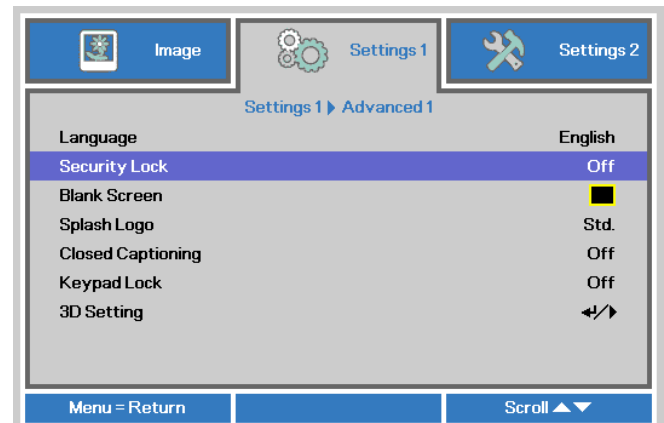 Image
Settings 1
Settings 2
Settings 1 ▶ Advanced 1
Language English
Security Lock Off
Blank Screen
Splash Logo Std.
Closed Captioning Off
Keypad Lock Off
3D Setting ↵/▶
Menu = Return Scroll ▲▼